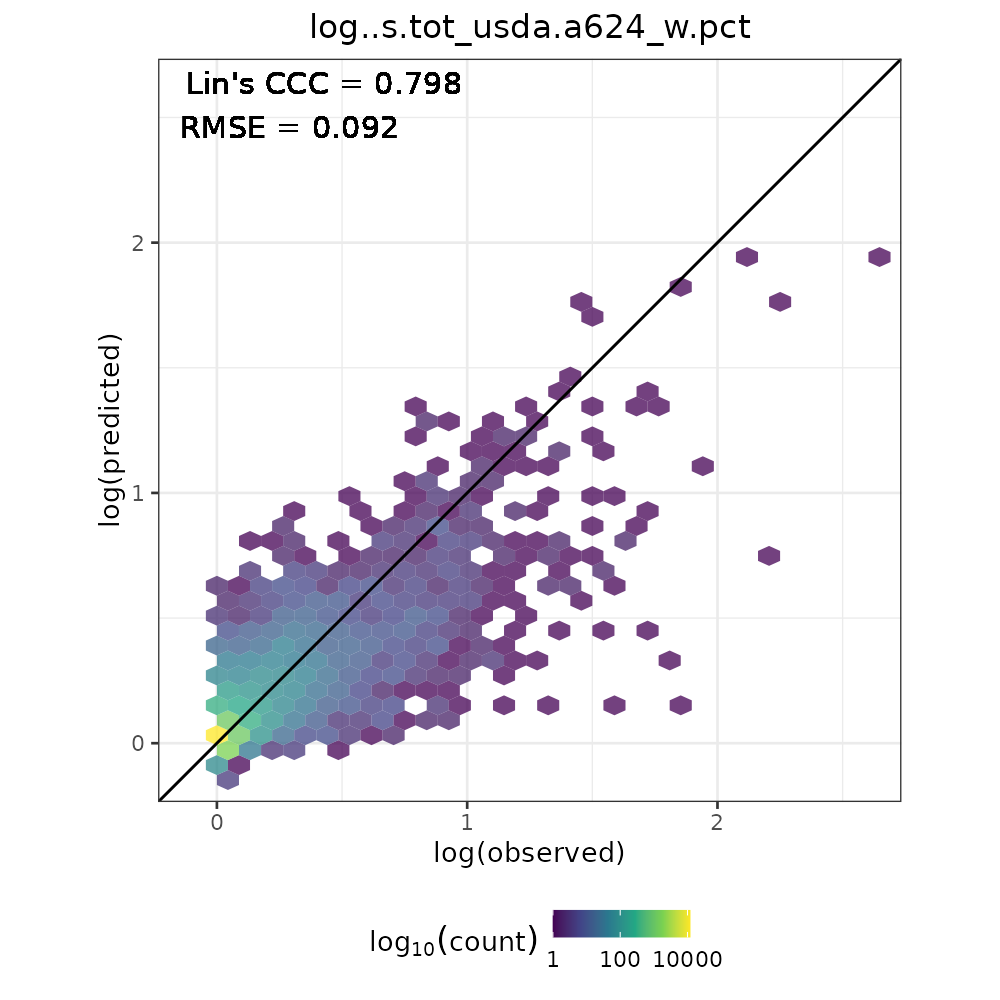 log..s.tot_usda.a624_w.pct
Lin's CCC = 0.798
RMSE = 0.092
log(predicted)
2
1
0
0 1 2
log(observed)
log₁₀(count)
1 100 10000